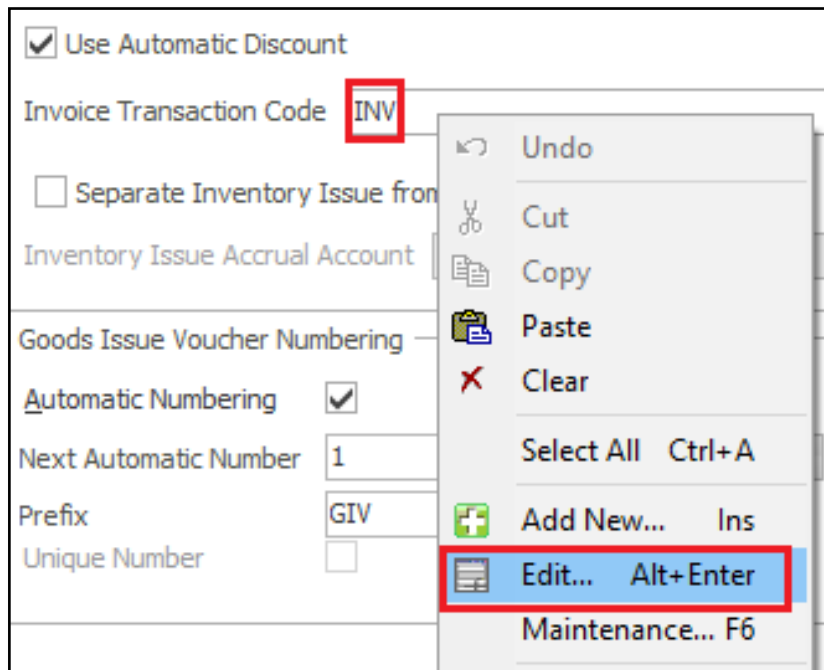 Use Automatic Discount
Invoice Transaction Code INV
Undo
Separate Inventory Issue from
Cut
Inventory Issue Accrual Account
Copy
Goods Issue Voucher Numbering
Paste
Automatic Numbering
Clear
Next Automatic Number 1
Select All Ctrl+A
Prefix GIV
Add New... Ins
Unique Number
Edit... Alt+Enter
Maintenance... F6